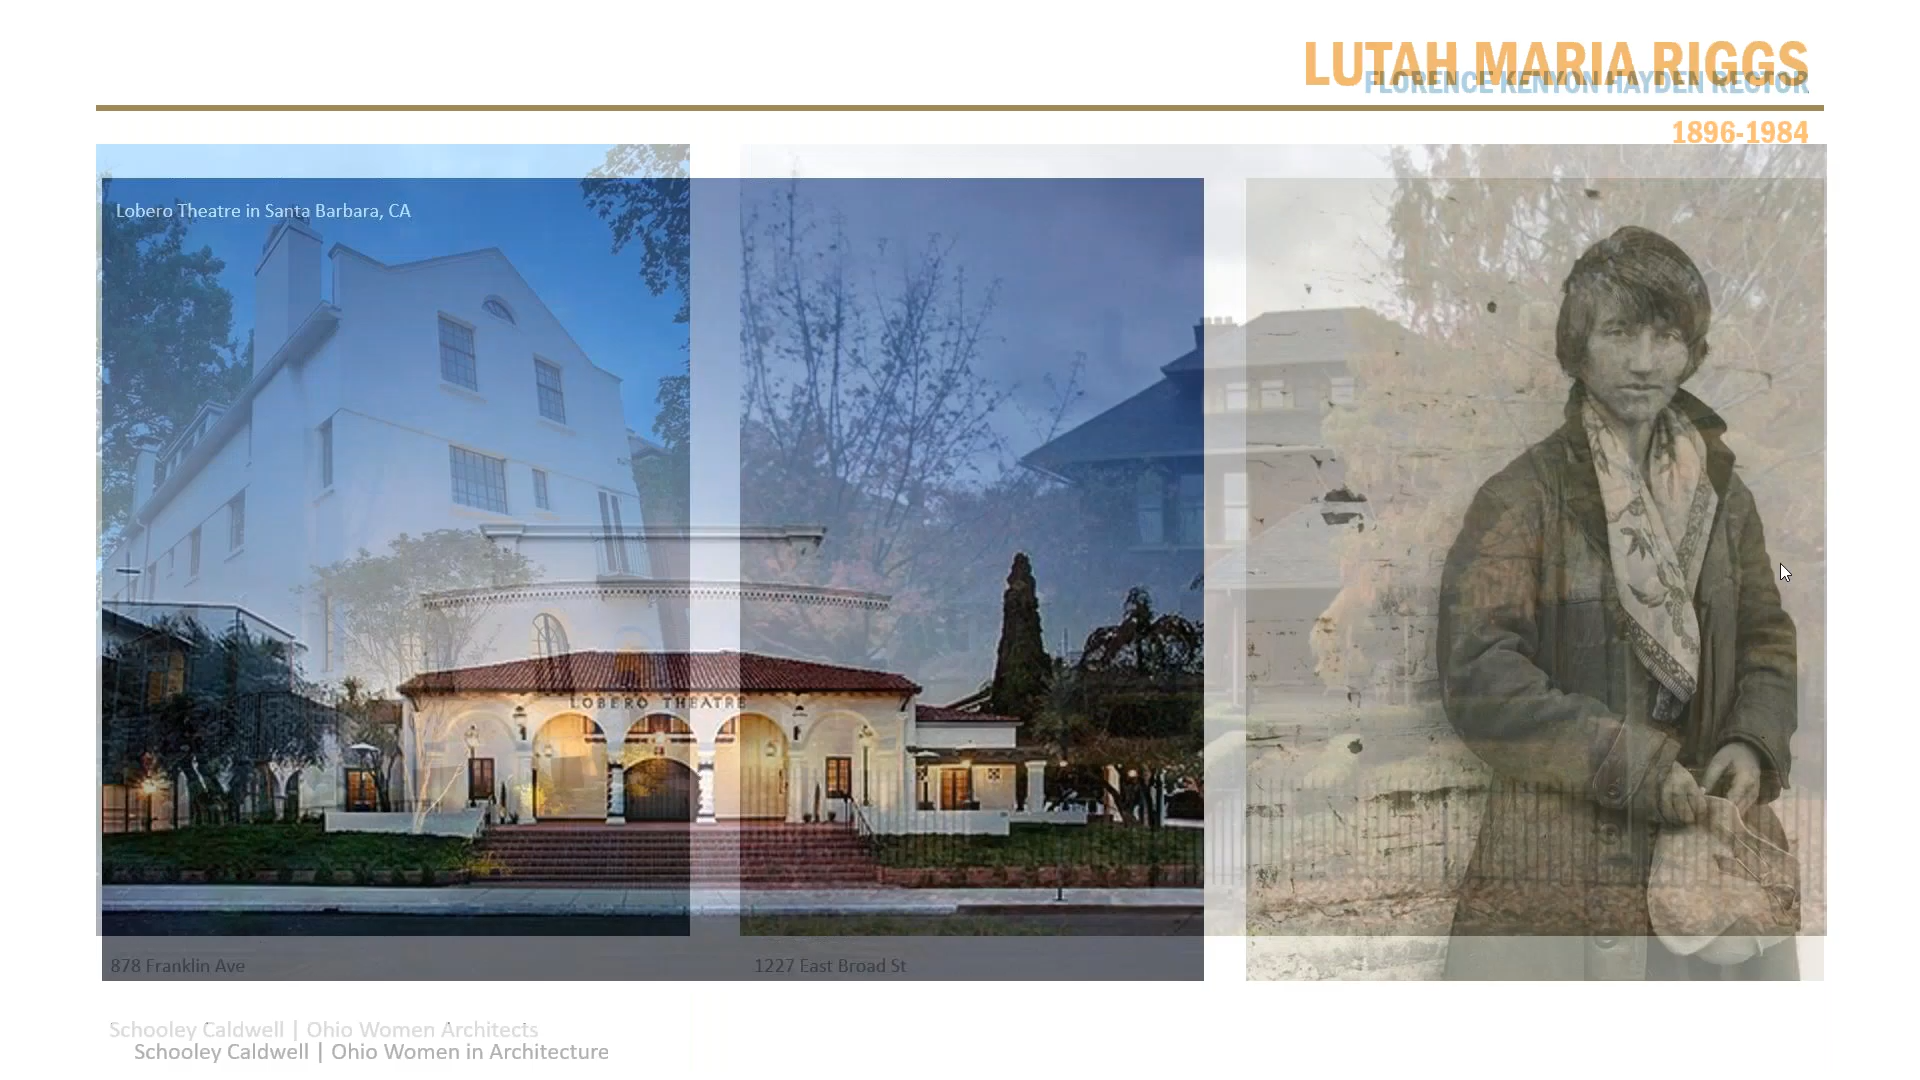 LUTAH MARIA RIGGS
FLORENCE KENYON HAYDEN RECTOR
1896-1984
Lobero Theatre in Santa Barbara, CA
LOBERO THEATRE
878 Franklin Ave
1227 East Broad St
Schooley Caldwell | Ohio Women Architects
Schooley Caldwell | Ohio Women in Architecture